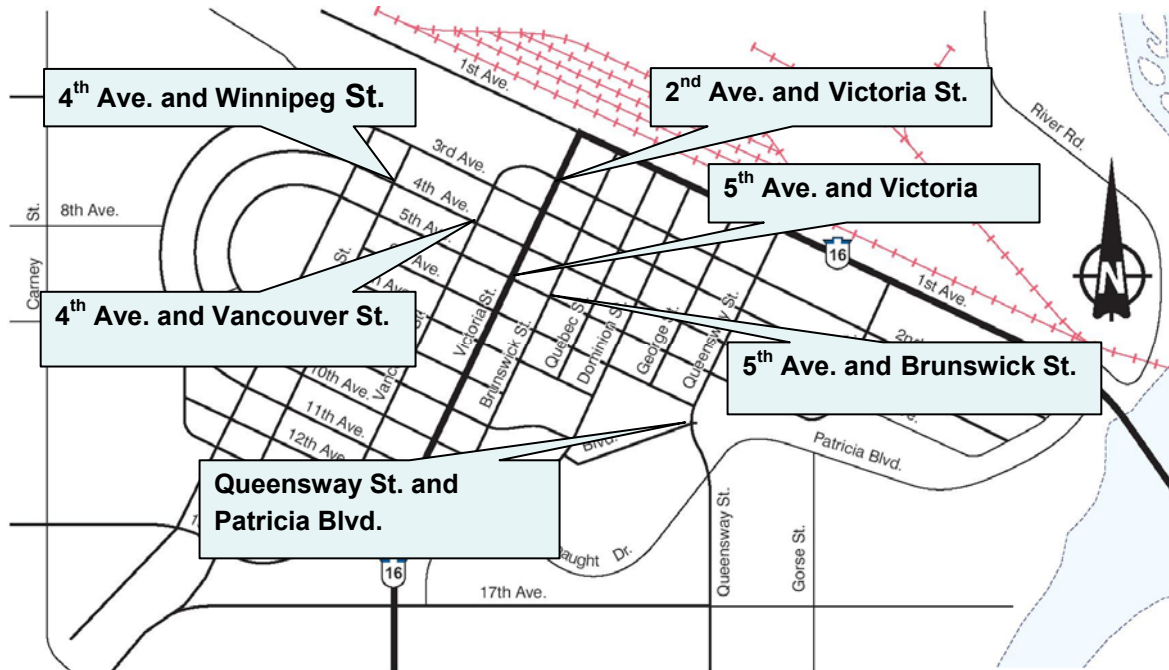 1st Ave.
4th Ave. and Winnipeg St.
2nd Ave. and Victoria St.
River Rd.
3rd Ave.
4th Ave.
5th Ave. and Victoria
St.
8th Ave.
5th Ave.
16
N
Carney
St.
Ave.
1st Ave.
4th Ave. and Vancouver St.
Victoria St.
Brunswick St.
Quebec St.
Dominion St.
George St.
Queensway St.
5th Ave. and Brunswick St.
10th Ave.
11th Ave.
12th Ave.
Blvd.
Patricia Blvd.
Queensway St. and
Patricia Blvd.
Queensway St.
Gorse St.
Dr.
16
17th Ave.